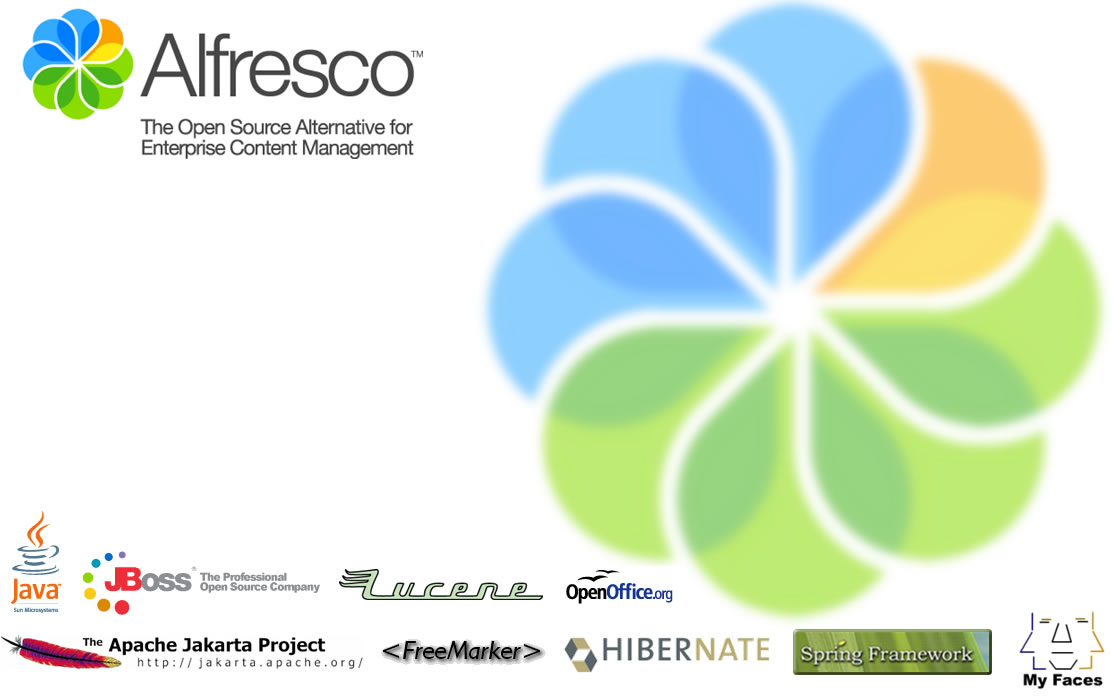 Alfresco™
The Open Source Alternative for
Enterprise Content Management
Java™
Sun Microsystems
JBoss®
The Professional
Open Source Company
Lucene
OpenOffice.org
The Apache Jakarta Project
http://jakarta.apache.org/
<FreeMarker>
HIBERNATE
Spring Framework
My Faces